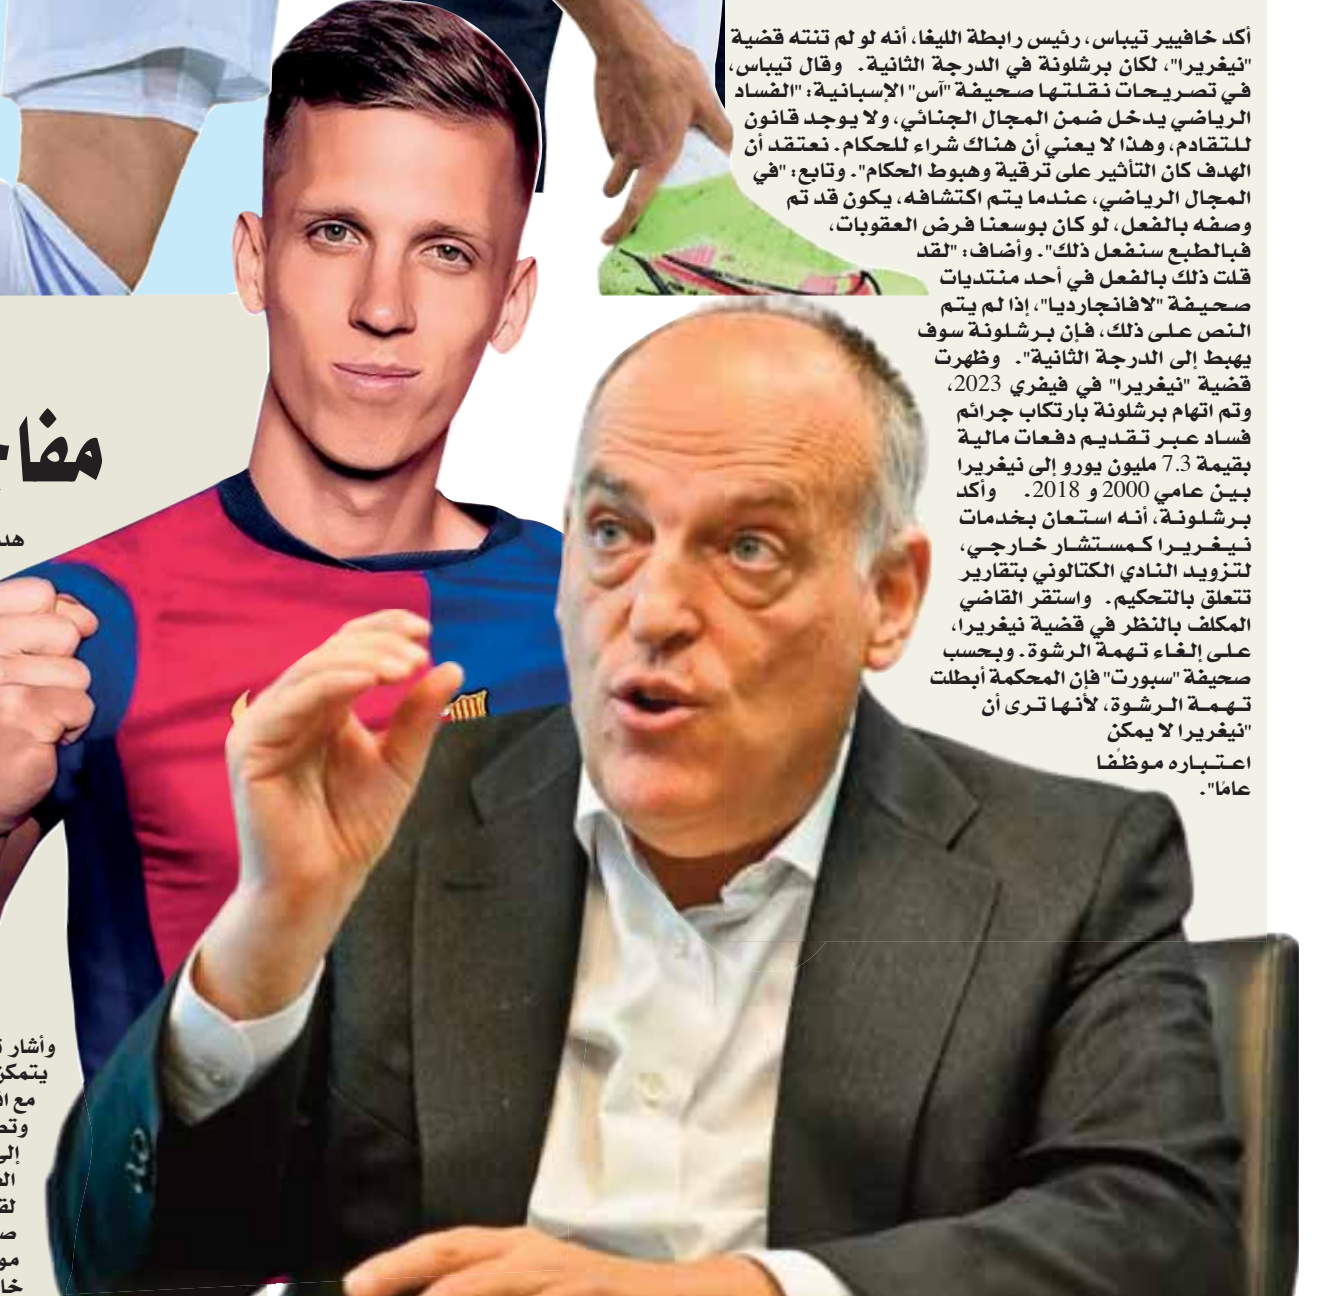 أكد خافيير تيباس، رئيس رابطة الليغا، أنه لو لم تنته قضية
"نيغريرا"، لكان برشلونة في الدرجة الثانية. وقال تيباس،
في تصريحات نقلتها صحيفة "آس" الإسبانية: "الفساد
الرياضي يدخل ضمن المجال الجنائي، ولا يوجد قانون
للتقادم، وهذا لا يعني أن هناك شراء للحكام. نعتقد أن
الهدف كان التأثير على ترقية وهبوط الحكام". وتابع: "في
المجال الرياضي، عندما يتم اكتشافه، يكون قد تم
وصفه بالفعل، لو كان بوسعنا فرض العقوبات،
فبالطبع سنفعل ذلك". وأضاف: "لقد
قلت ذلك بالفعل في أحد منتديات
صحيفة "لافانجارديا"، إذا لم يتم
النص على ذلك، فإن برشلونة سوف
يهبط إلى الدرجة الثانية". وظهرت
قضية "نيغريرا" في فيفري 2023،
وتم اتهام برشلونة بارتكاب جرائم
فساد عبر تقديم دفعات مالية
بقيمة 7.3 مليون يورو إلى نيغريرا
بين عامي 2000 و 2018. وأكد
برشلونة، أنه استعان بخدمات
نيغريرا كمستشار خارجي،
لتزويد النادي الكتالوني بتقارير
تتعلق بالتحكيم. واستقر القاضي
المكلف بالنظر في قضية نيغريرا،
على إلغاء تهمة الرشوة. وبحسب
صحيفة "سبورت" فإن المحكمة أبطلت
تهمة الرشوة، لأنها ترى أن
"نيغريرا لا يمكن
اعتباره موظفًا
عامًا".
وأشار
مع
إلى